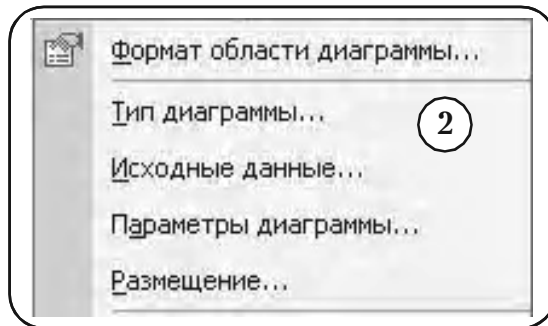 Формат области диаграммы...
Тип диаграммы...
2
Исходные данные...
Параметры диаграммы...
Размещение...